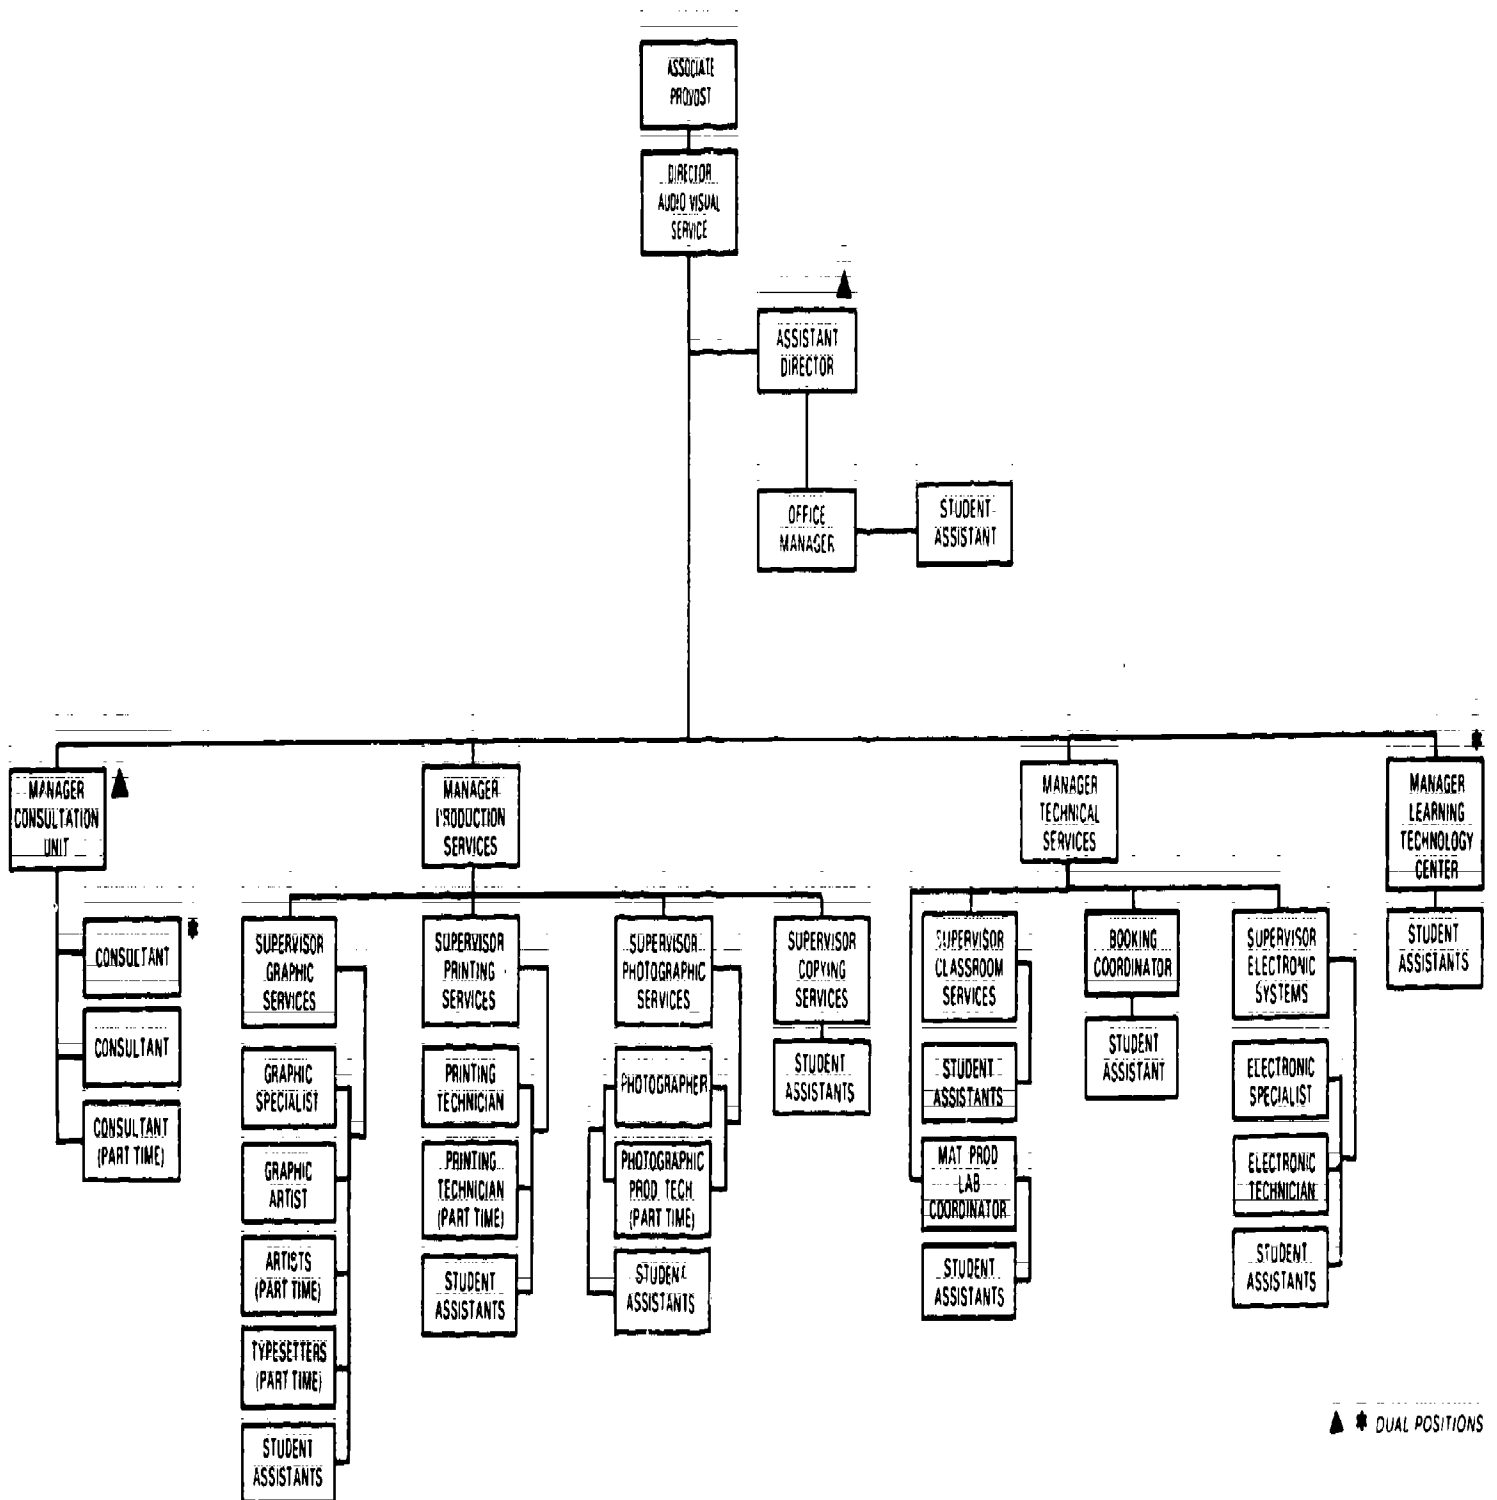 ASSOCIATE
PROVOST
DIRECTOR
AUDIO VISUAL
SERVICE
ASSISTANT
DIRECTOR
OFFICE
MANAGER
STUDENT
ASSISTANT
MANAGER
CONSULTATION
UNIT
MANAGER
PRODUCTION
SERVICES
MANAGER
TECHNICAL
SERVICES
MANAGER
LEARNING
TECHNOLOGY
CENTER
CONSULTANT
CONSULTANT
CONSULTANT
(PART TIME)
SUPERVISOR
GRAPHIC
SERVICES
GRAPHIC
SPECIALIST
GRAPHIC
ARTIST
ARTISTS
(PART TIME)
TYPESETTERS
(PART TIME)
STUDENT
ASSISTANTS
SUPERVISOR
PRINTING
SERVICES
PRINTING
TECHNICIAN
PRINTING
TECHNICIAN
(PART TIME)
STUDENT
ASSISTANTS
SUPERVISOR
PHOTOGRAPHIC
SERVICES
PHOTOGRAPHER
PHOTOGRAPHIC
PROD TECH
(PART TIME)
STUDENT
ASSISTANTS
SUPERVISOR
COPYING
SERVICES
STUDENT
ASSISTANTS
SUPERVISOR
CLASSROOM
SERVICES
STUDENT
ASSISTANTS
MAT PROD
LAB
COORDINATOR
STUDENT
ASSISTANTS
BOOKING
COORDINATOR
STUDENT
ASSISTANT
SUPERVISOR
ELECTRONIC
SYSTEMS
ELECTRONIC
SPECIALIST
ELECTRONIC
TECHNICIAN
STUDENT
ASSISTANTS
STUDENT
ASSISTANTS
▲ * DUAL POSITIONS